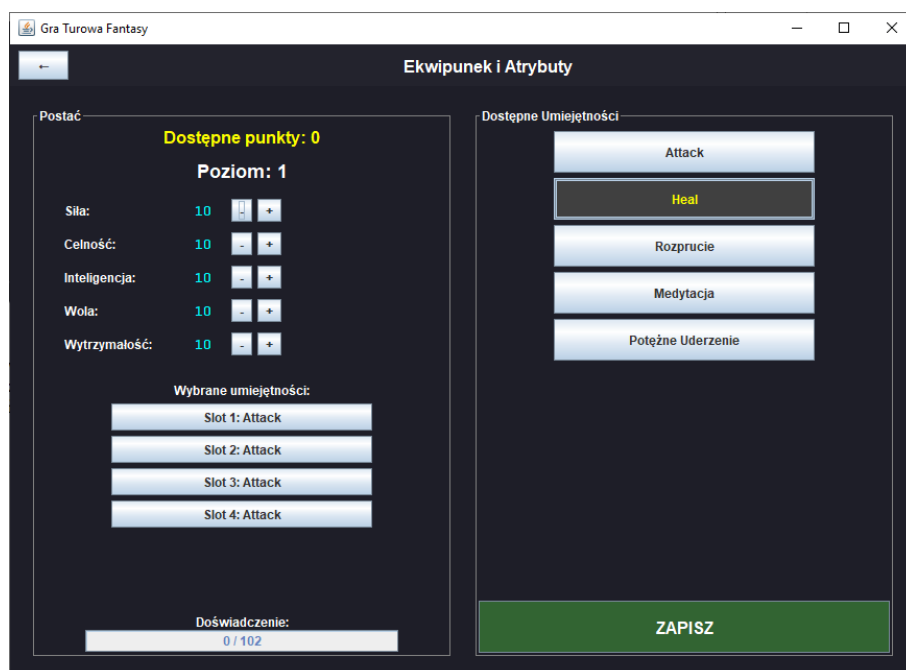 Gra Turowa Fantasy
←
Ekwipunek i Atrybuty
Postać
Dostępne punkty: 0
Poziom: 1
Siła: 10 - +
Celność: 10 - +
Inteligencja: 10 - +
Wola: 10 - +
Wytrzymałość: 10 - +
Wybrane umiejętności:
Slot 1: Attack
Slot 2: Attack
Slot 3: Attack
Slot 4: Attack
Doświadczenie:
0 / 102
Dostępne Umiejętności
Attack
Heal
Rozprucie
Medytacja
Potężne Uderzenie
ZAPISZ